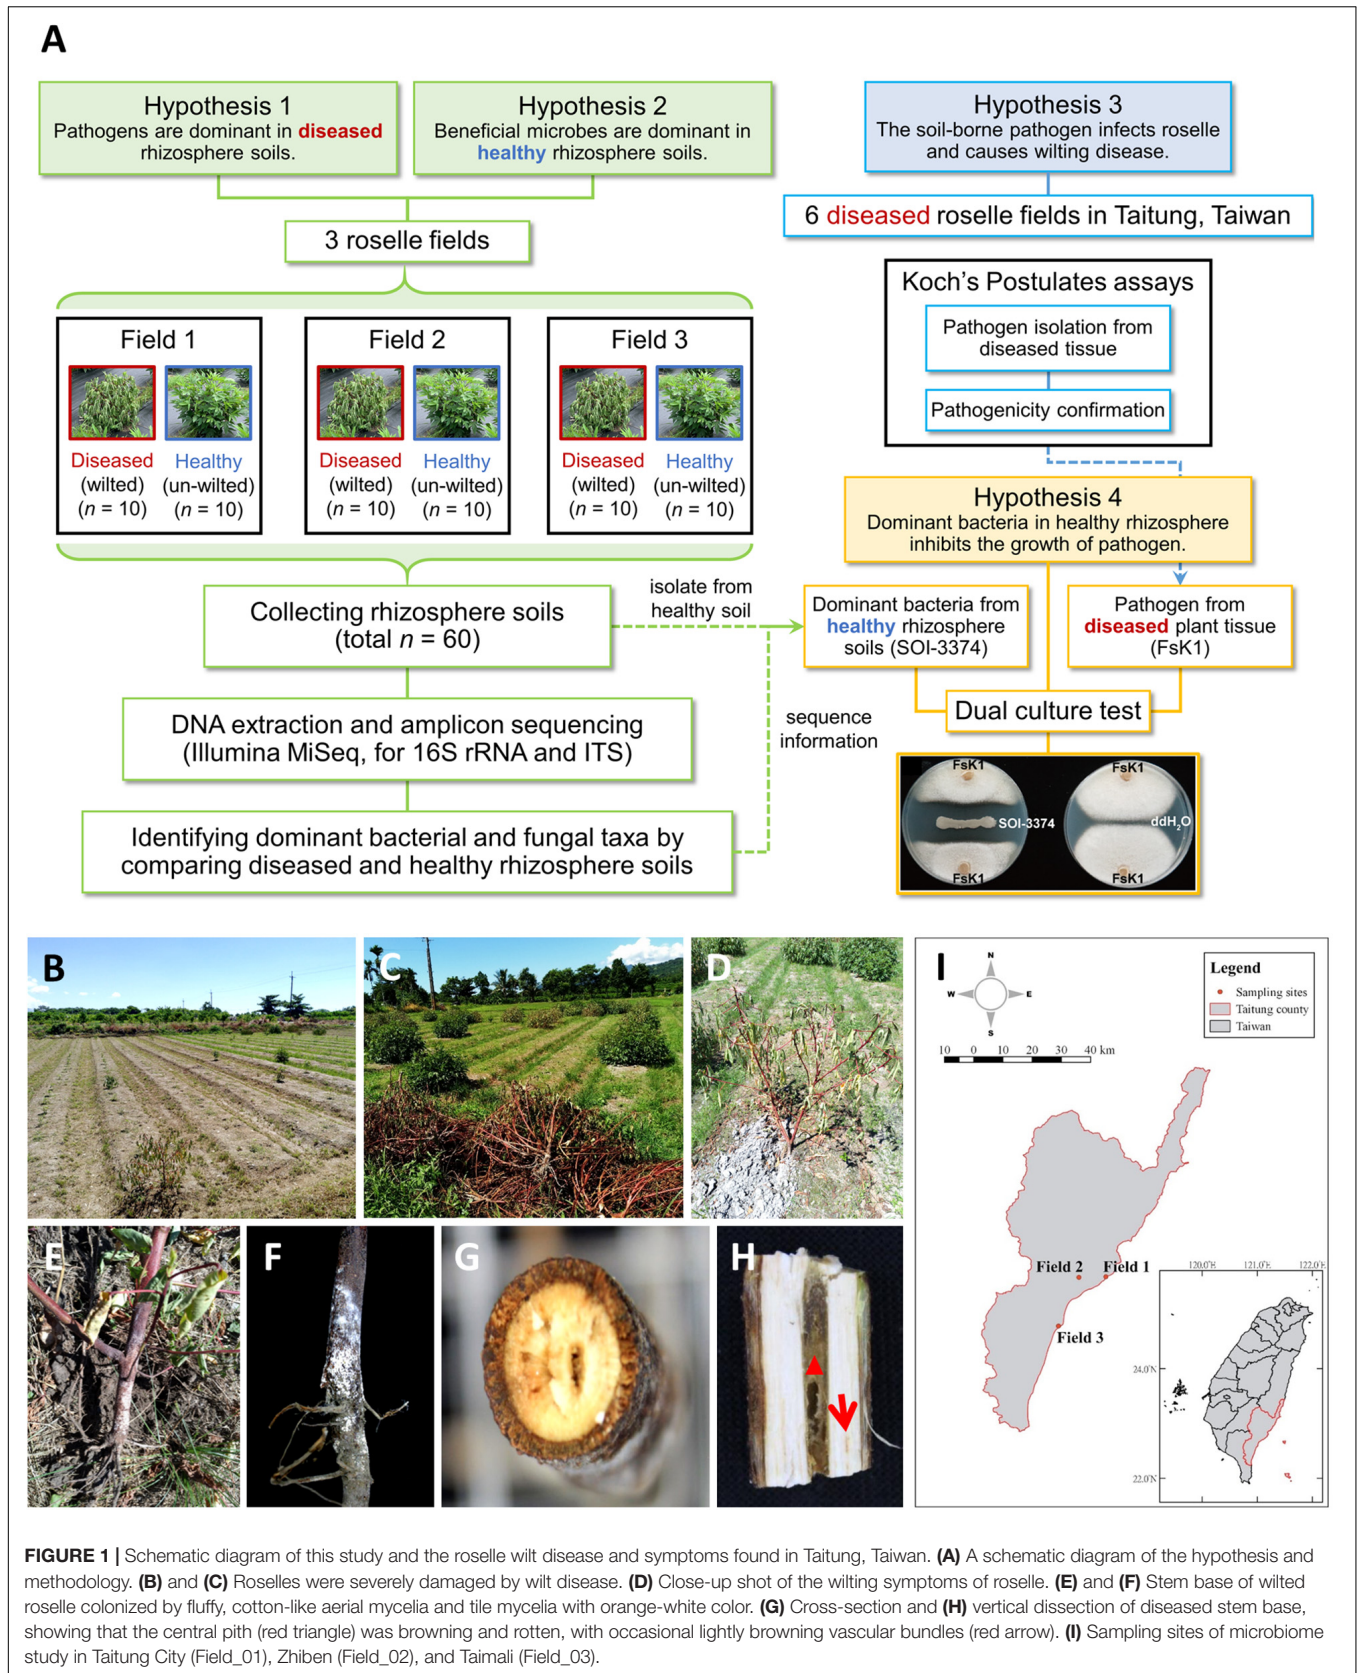 A
Hypothesis 1
Pathogens are dominant in diseased
rhizosphere soils.
Hypothesis 2
Beneficial microbes are dominant in
healthy rhizosphere soils.
Hypothesis 3
The soil-borne pathogen infects roselle
and causes wilting disease.
6 diseased roselle fields in Taitung, Taiwan
3 roselle fields
Koch's Postulates assays
Pathogen isolation from
diseased tissue
Pathogenicity confirmation
Field 1
Diseased
(wilted)
(n = 10)
Healthy
(un-wilted)
(n = 10)
Field 2
Diseased
(wilted)
(n = 10)
Healthy
(un-wilted)
(n = 10)
Field 3
Diseased
(wilted)
(n = 10)
Healthy
(un-wilted)
(n = 10)
Hypothesis 4
Dominant bacteria in healthy rhizosphere
inhibits the growth of pathogen.
Collecting rhizosphere soils
(total n = 60)
isolate from
healthy soil
Dominant bacteria from
healthy rhizosphere
soils (SOI-3374)
Pathogen from
diseased plant tissue
(FsK1)
DNA extraction and amplicon sequencing
(Illumina MiSeq, for 16S rRNA and ITS)
sequence
information
Dual culture test
Identifying dominant bacterial and fungal taxa by
comparing diseased and healthy rhizosphere soils
FsK1
SOI-3374
FsK1
FsK1
ddH2O
FsK1
B
C
D
E
F
G
H
I
N
W
E
S
10 0 10 20 30 40 km
Legend
Sampling sites
Taitung county
Taiwan
Field 2
Field 1
Field 3
120.0°E
121.0°E
122.0°E
24.0°N
22.0°N
FIGURE 1 | Schematic diagram of this study and the roselle wilt disease and symptoms found in Taitung, Taiwan. (A) A schematic diagram of the hypothesis and
methodology. (B) and (C) Roselles were severely damaged by wilt disease. (D) Close-up shot of the wilting symptoms of roselle. (E) and (F) Stem base of wilted
roselle colonized by fluffy, cotton-like aerial mycelia and tile mycelia with orange-white color. (G) Cross-section and (H) vertical dissection of diseased stem base,
showing that the central pith (red triangle) was browning and rotten, with occasional lightly browning vascular bundles (red arrow). (I) Sampling sites of microbiome
study in Taitung City (Field_01), Zhiben (Field_02), and Taimali (Field_03).